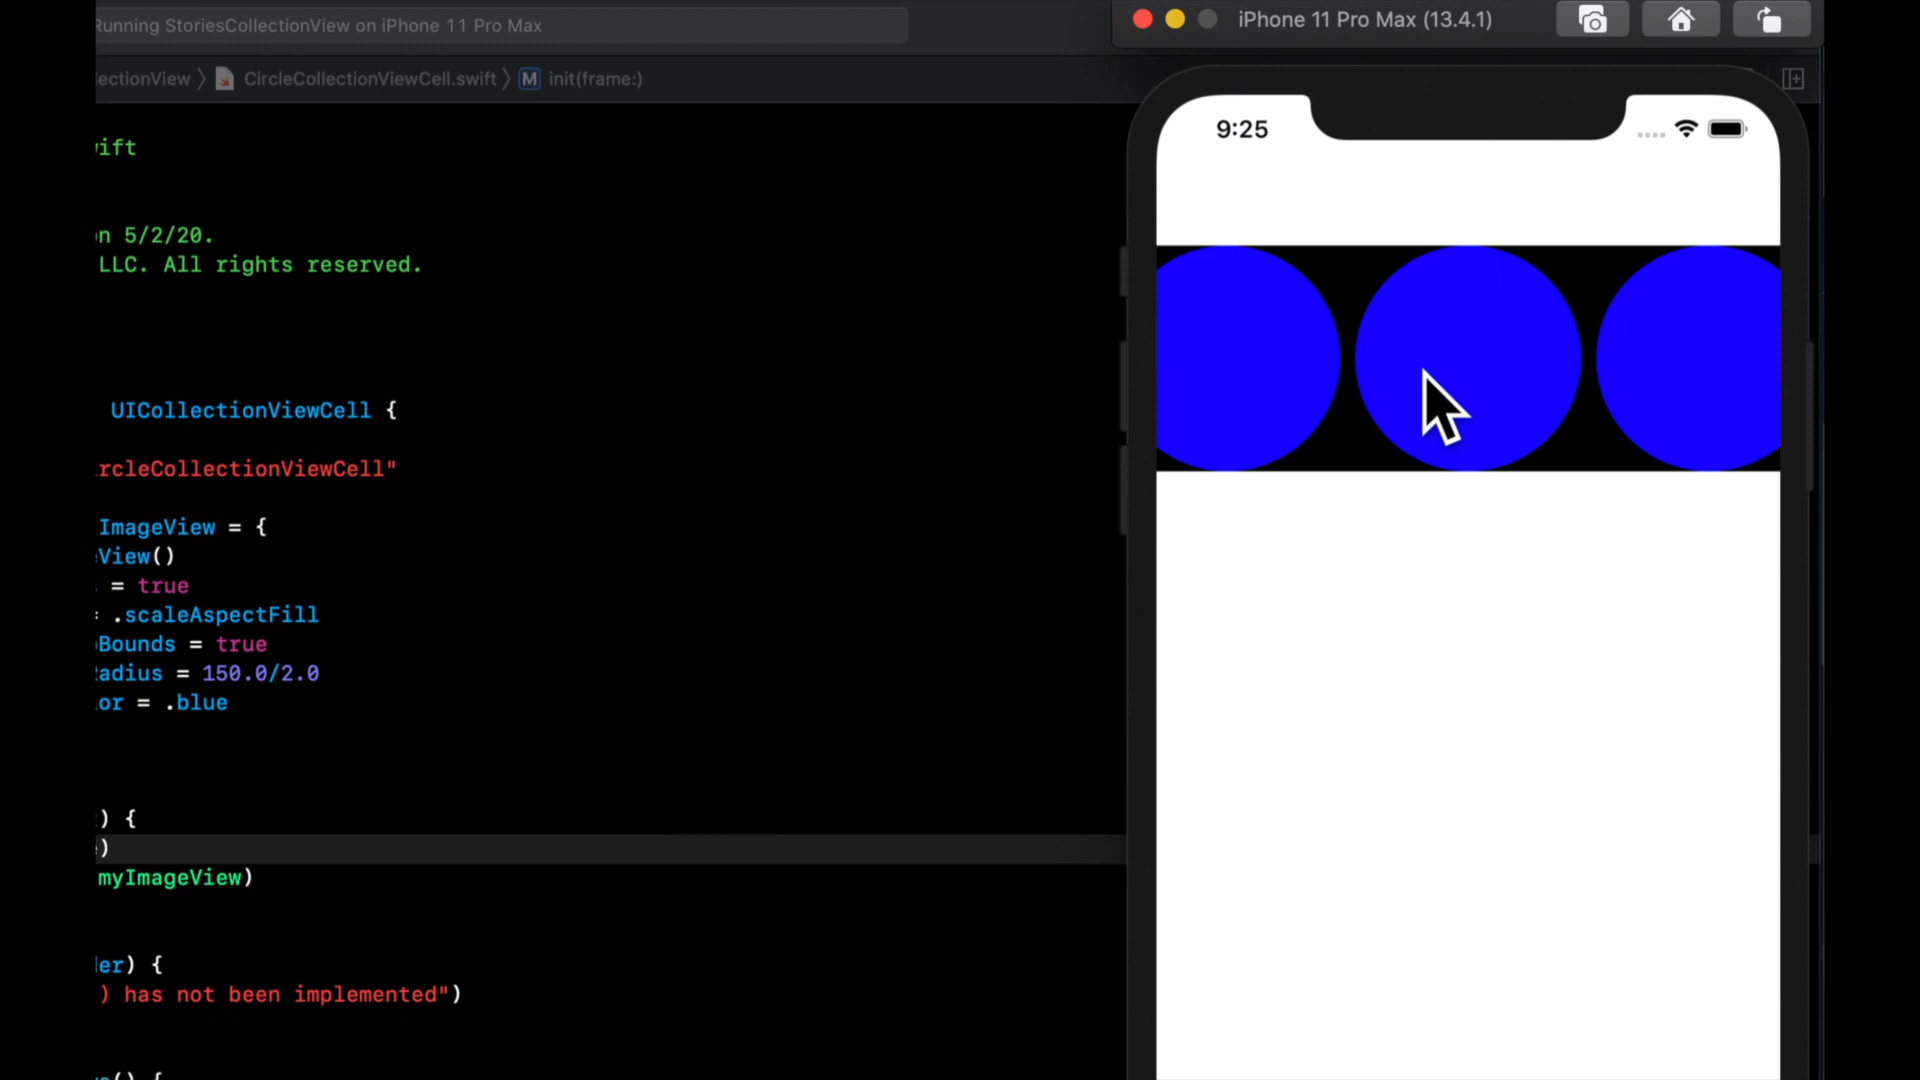 Running StoriesCollectionView on iPhone 11 Pro Max
iPhone 11 Pro Max (13.4.1)
lectionView 〉 CircleCollectionViewCell.swift 〉 M init(frame:)
9:25
ift
n 5/2/20.
LLC. All rights reserved.
UICollectionViewCell {
rcleCollectionViewCell"
ImageView = {
View()
= true
= .scaleAspectFill
Bounds = true
adius = 150.0/2.0
or = .blue
) {
)
myImageView)
er) {
) has not been implemented")
() {